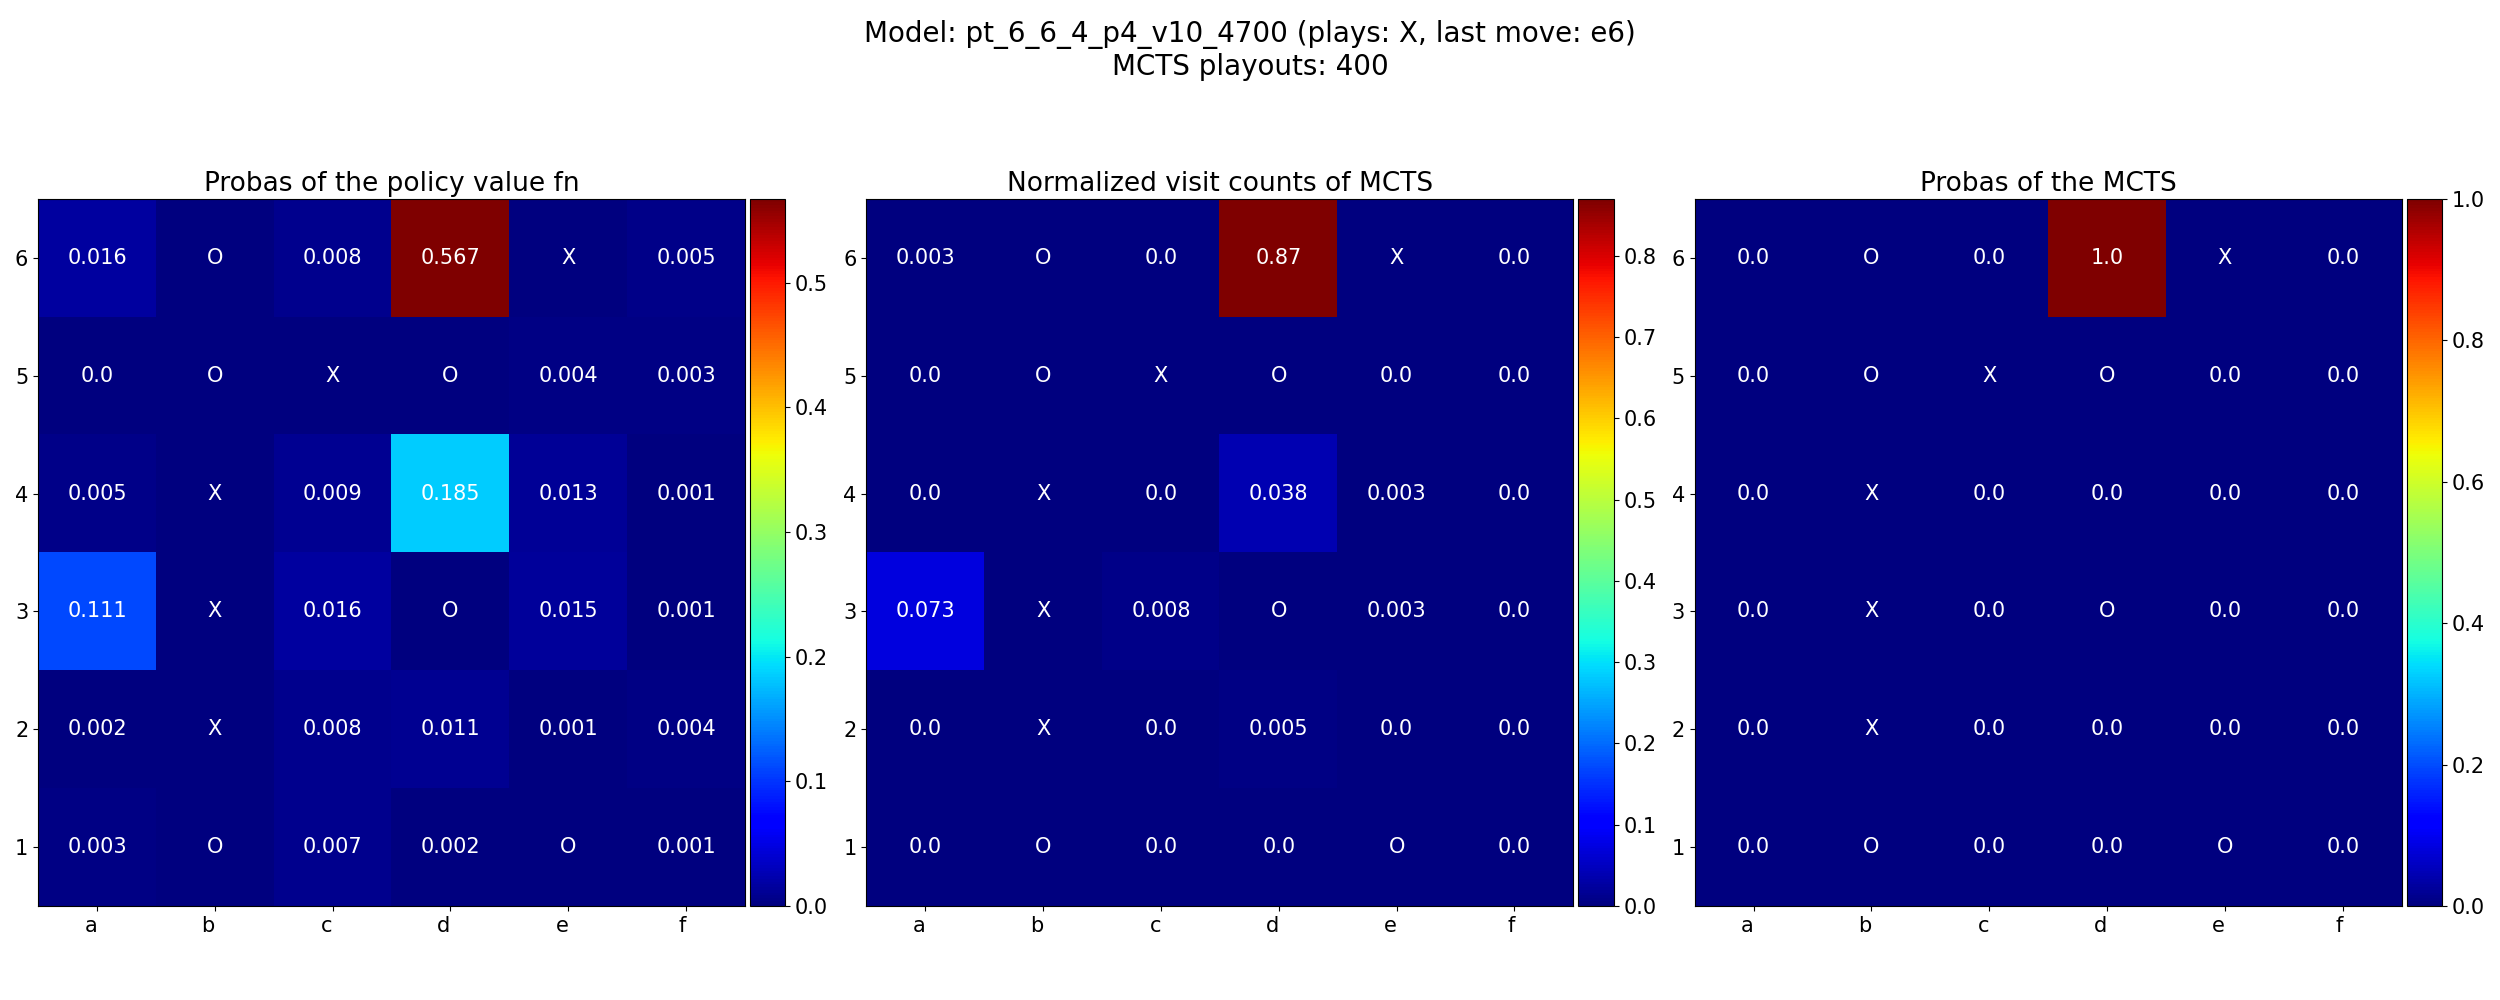 Model: pt_6_6_4_p4_v10_4700 (plays: X, last move: e6)
MCTS playouts: 400
Probas of the policy value fn
6 0.016 O 0.008 0.567 X 0.005
5 0.0 O X O 0.004 0.003
4 0.005 X 0.009 0.185 0.013 0.001
3 0.111 X 0.016 O 0.015 0.001
2 0.002 X 0.008 0.011 0.001 0.004
1 0.003 O 0.007 0.002 O 0.001
a b c d e f
0.5
0.4
0.3
0.2
0.1
0.0
Normalized visit counts of MCTS
6 0.003 O 0.0 0.87 X 0.0
5 0.0 O X O 0.0 0.0
4 0.0 X 0.0 0.038 0.003 0.0
3 0.073 X 0.008 O 0.003 0.0
2 0.0 X 0.0 0.005 0.0 0.0
1 0.0 O 0.0 0.0 O 0.0
a b c d e f
0.8
0.7
0.6
0.5
0.4
0.3
0.2
0.1
0.0
Probas of the MCTS
6 0.0 O 0.0 1.0 X 0.0
5 0.0 O X O 0.0 0.0
4 0.0 X 0.0 0.0 0.0 0.0
3 0.0 X 0.0 O 0.0 0.0
2 0.0 X 0.0 0.0 0.0 0.0
1 0.0 O 0.0 0.0 O 0.0
a b c d e f
1.0
0.8
0.6
0.4
0.2
0.0